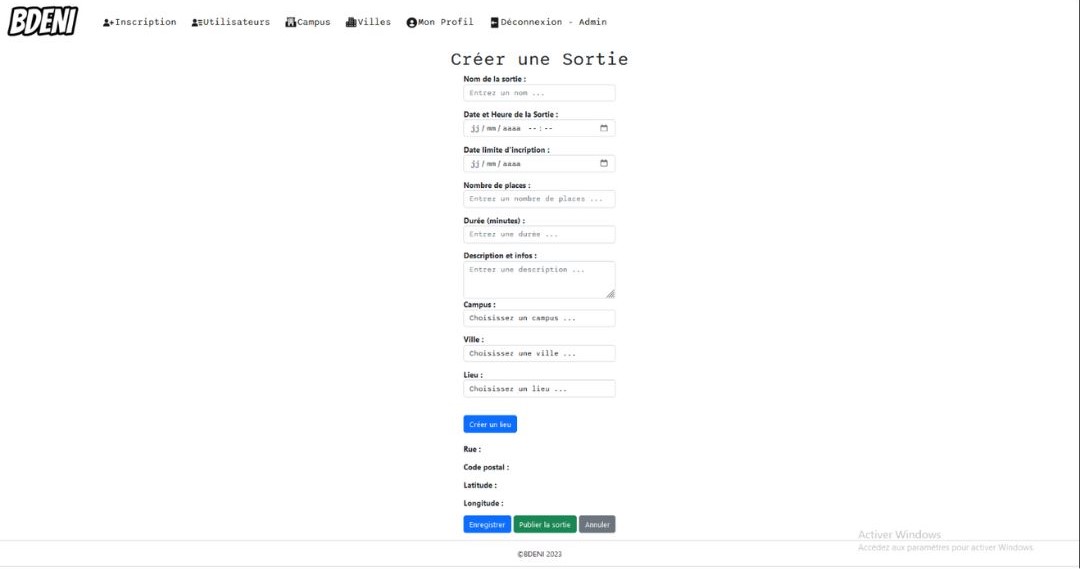 BDENI
Inscription Utilisateurs Campus Villes Mon Profil Déconnexion - Admin
Créer une Sortie
Nom de la sortie :
Entrez un nom ...
Date et Heure de la Sortie :
jj/mm/aaaa --:--
Date limite d'incription :
jj/mm/aaaa
Nombre de places :
Entrer un nombre de places ...
Durée (minutes) :
Entrez une durée ...
Description et infos :
Entrez une description ...
Campus :
Choisissez un campus ...
Ville :
Choisissez une ville ...
Lieu :
Choisissez un lieu ...
Créer un lieu
Rue :
Code postal :
Latitude :
Longitude :
Enregistrer Publier la sortie Annuler
Activer Windows
Accédez aux paramètres pour activer Windows.
©BDENI 2023